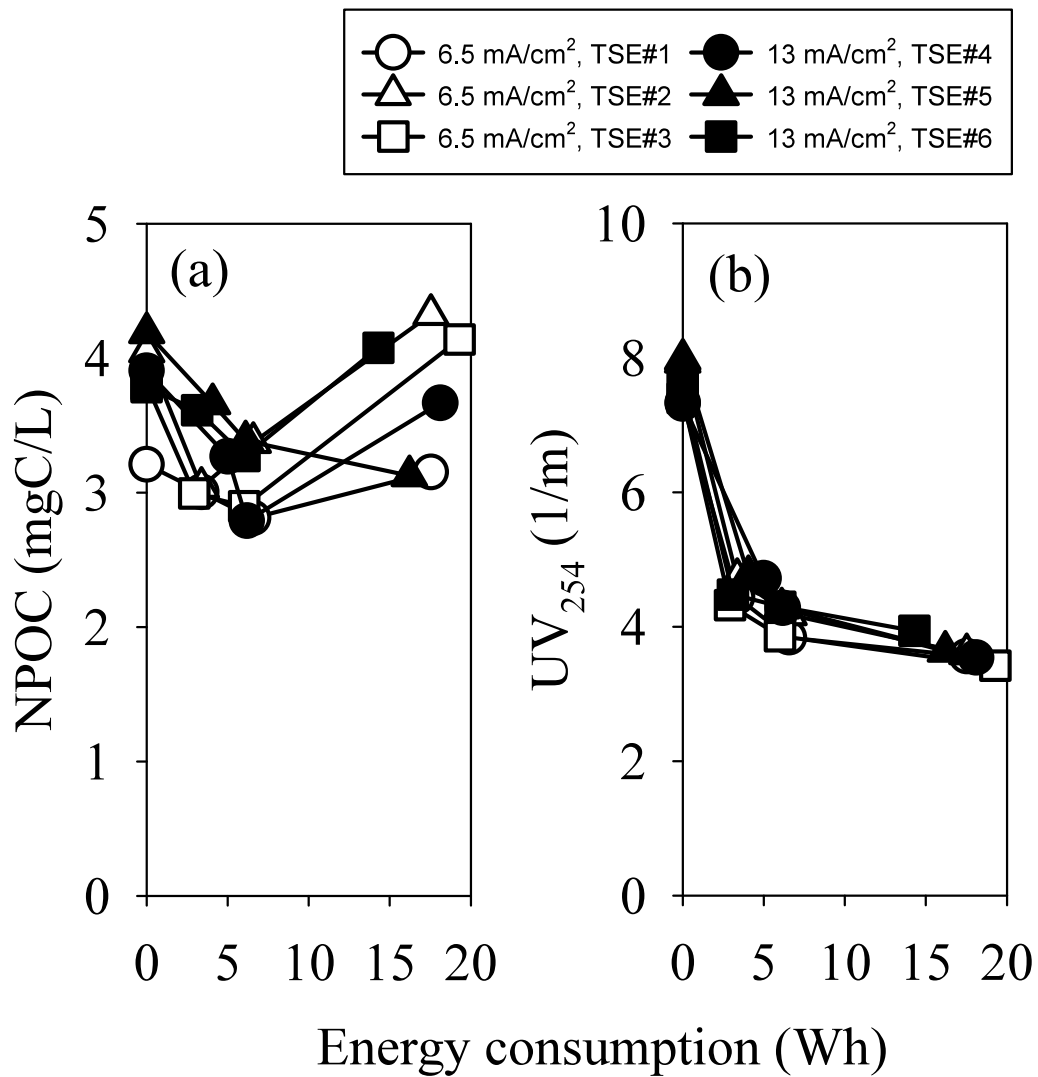 6.5 mA/cm², TSE#1
6.5 mA/cm², TSE#2
6.5 mA/cm², TSE#3
13 mA/cm², TSE#4
13 mA/cm², TSE#5
13 mA/cm², TSE#6
NPOC (mgC/L)
5
4
3
2
1
0
(a)
0 5 10 15 20
UV₂₅₄ (1/m)
10
8
6
4
2
0
(b)
0 5 10 15 20
Energy consumption (Wh)